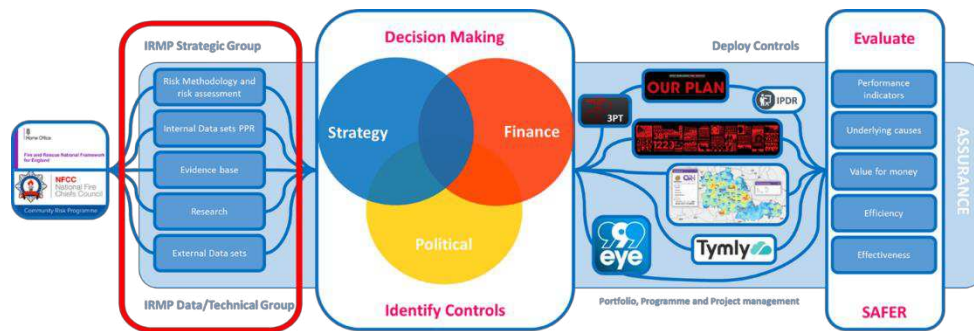 Home Office
Fire and Rescue National Framework
for England
NFCC
National Fire
Chiefs Council
Community Risk Programme
IRMP Strategic Group
Risk Methodology and
risk assessment
Internal Data sets PPR
Evidence base
Research
External Data sets
IRMP Data/Technical Group
Decision Making
Strategy
Finance
Political
Identify Controls
Deploy Controls
3PT
OUR PLAN
IPDR
999
eye
Tymly
Portfolio, Programme and Project management
Evaluate
Performance
indicators
Underlying causes
Value for money
Efficiency
Effectiveness
SAFER
ASSURANCE